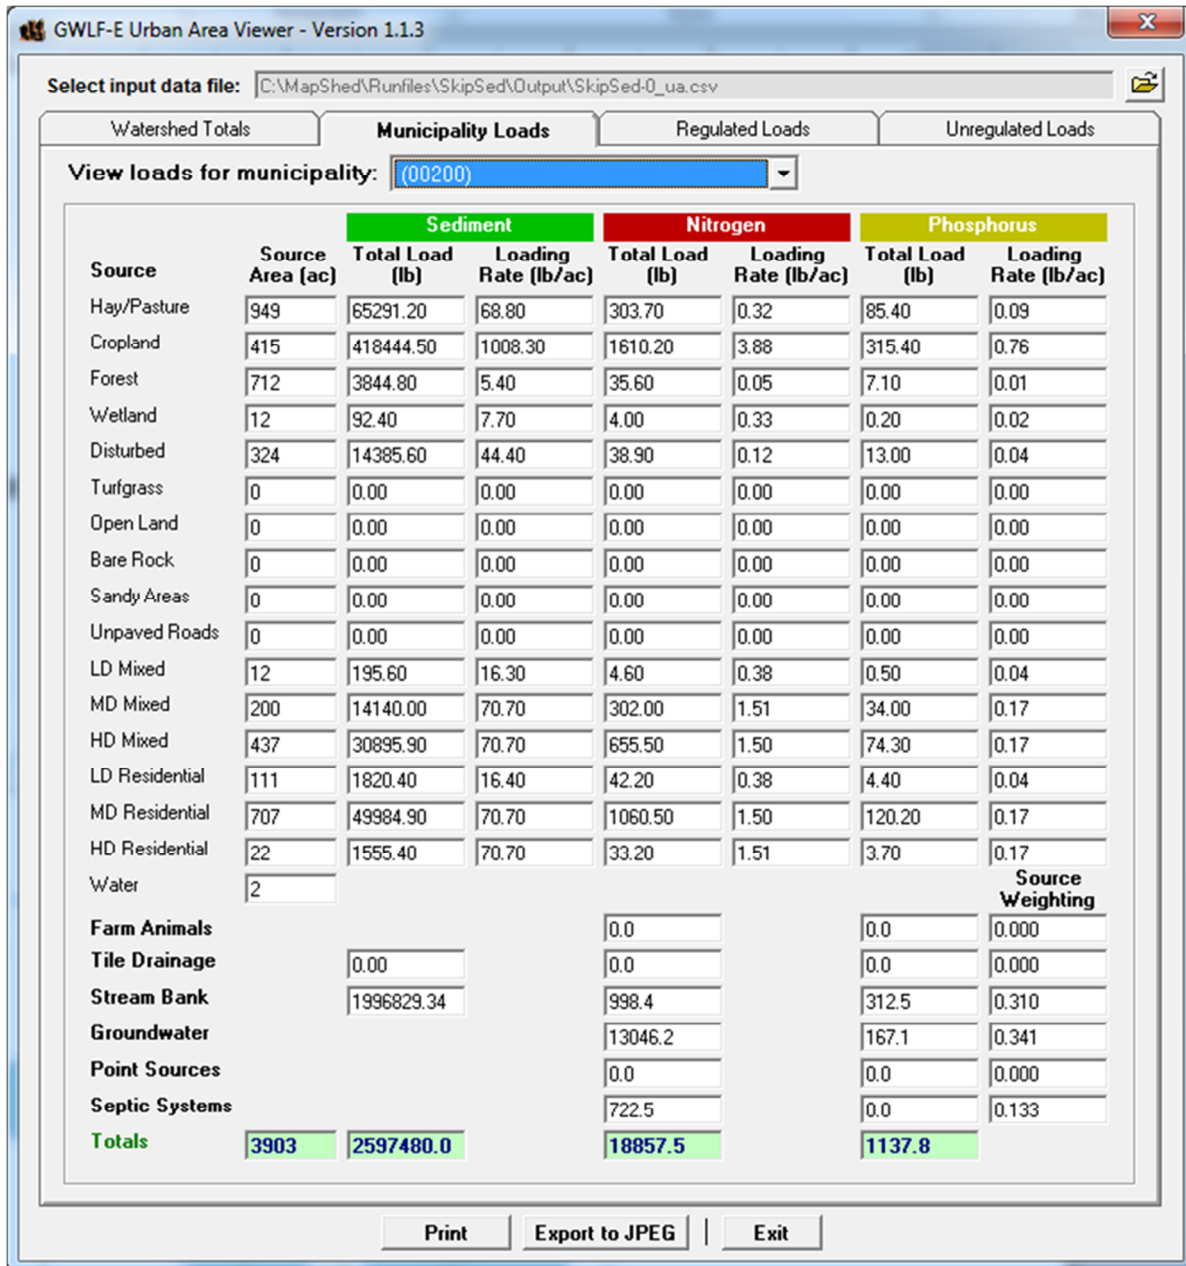 GWLF-E Urban Area Viewer - Version 1.1.3
Select input data file: C:\MapShed\Runfiles\SkipSed\Output\SkipSed-0_ua.csv
Watershed Totals Municipality Loads Regulated Loads Unregulated Loads
View loads for municipality: (00200)
Sediment Nitrogen Phosphorus
Source Source Area (ac) Total Load (lb) Loading Rate (lb/ac) Total Load (lb) Loading Rate (lb/ac) Total Load (lb) Loading Rate (lb/ac)
Hay/Pasture 949 65291.20 68.80 303.70 0.32 85.40 0.09
Cropland 415 418444.50 1008.30 1610.20 3.88 315.40 0.76
Forest 712 3844.80 5.40 35.60 0.05 7.10 0.01
Wetland 12 92.40 7.70 4.00 0.33 0.20 0.02
Disturbed 324 14385.60 44.40 38.90 0.12 13.00 0.04
Turfgrass 0 0.00 0.00 0.00 0.00 0.00 0.00
Open Land 0 0.00 0.00 0.00 0.00 0.00 0.00
Bare Rock 0 0.00 0.00 0.00 0.00 0.00 0.00
Sandy Areas 0 0.00 0.00 0.00 0.00 0.00 0.00
Unpaved Roads 0 0.00 0.00 0.00 0.00 0.00 0.00
LD Mixed 12 195.60 16.30 4.60 0.38 0.50 0.04
MD Mixed 200 14140.00 70.70 302.00 1.51 34.00 0.17
HD Mixed 437 30895.90 70.70 655.50 1.50 74.30 0.17
LD Residential 111 1820.40 16.40 42.20 0.38 4.40 0.04
MD Residential 707 49984.90 70.70 1060.50 1.50 120.20 0.17
HD Residential 22 1555.40 70.70 33.20 1.51 3.70 0.17
Water 2
Source Weighting
Farm Animals 0.0 0.0 0.000
Tile Drainage 0.00 0.0 0.0 0.000
Stream Bank 1996829.34 998.4 312.5 0.310
Groundwater 13046.2 167.1 0.341
Point Sources 0.0 0.0 0.000
Septic Systems 722.5 0.0 0.133
Totals 3903 2597480.0 18857.5 1137.8
Print Export to JPEG | Exit